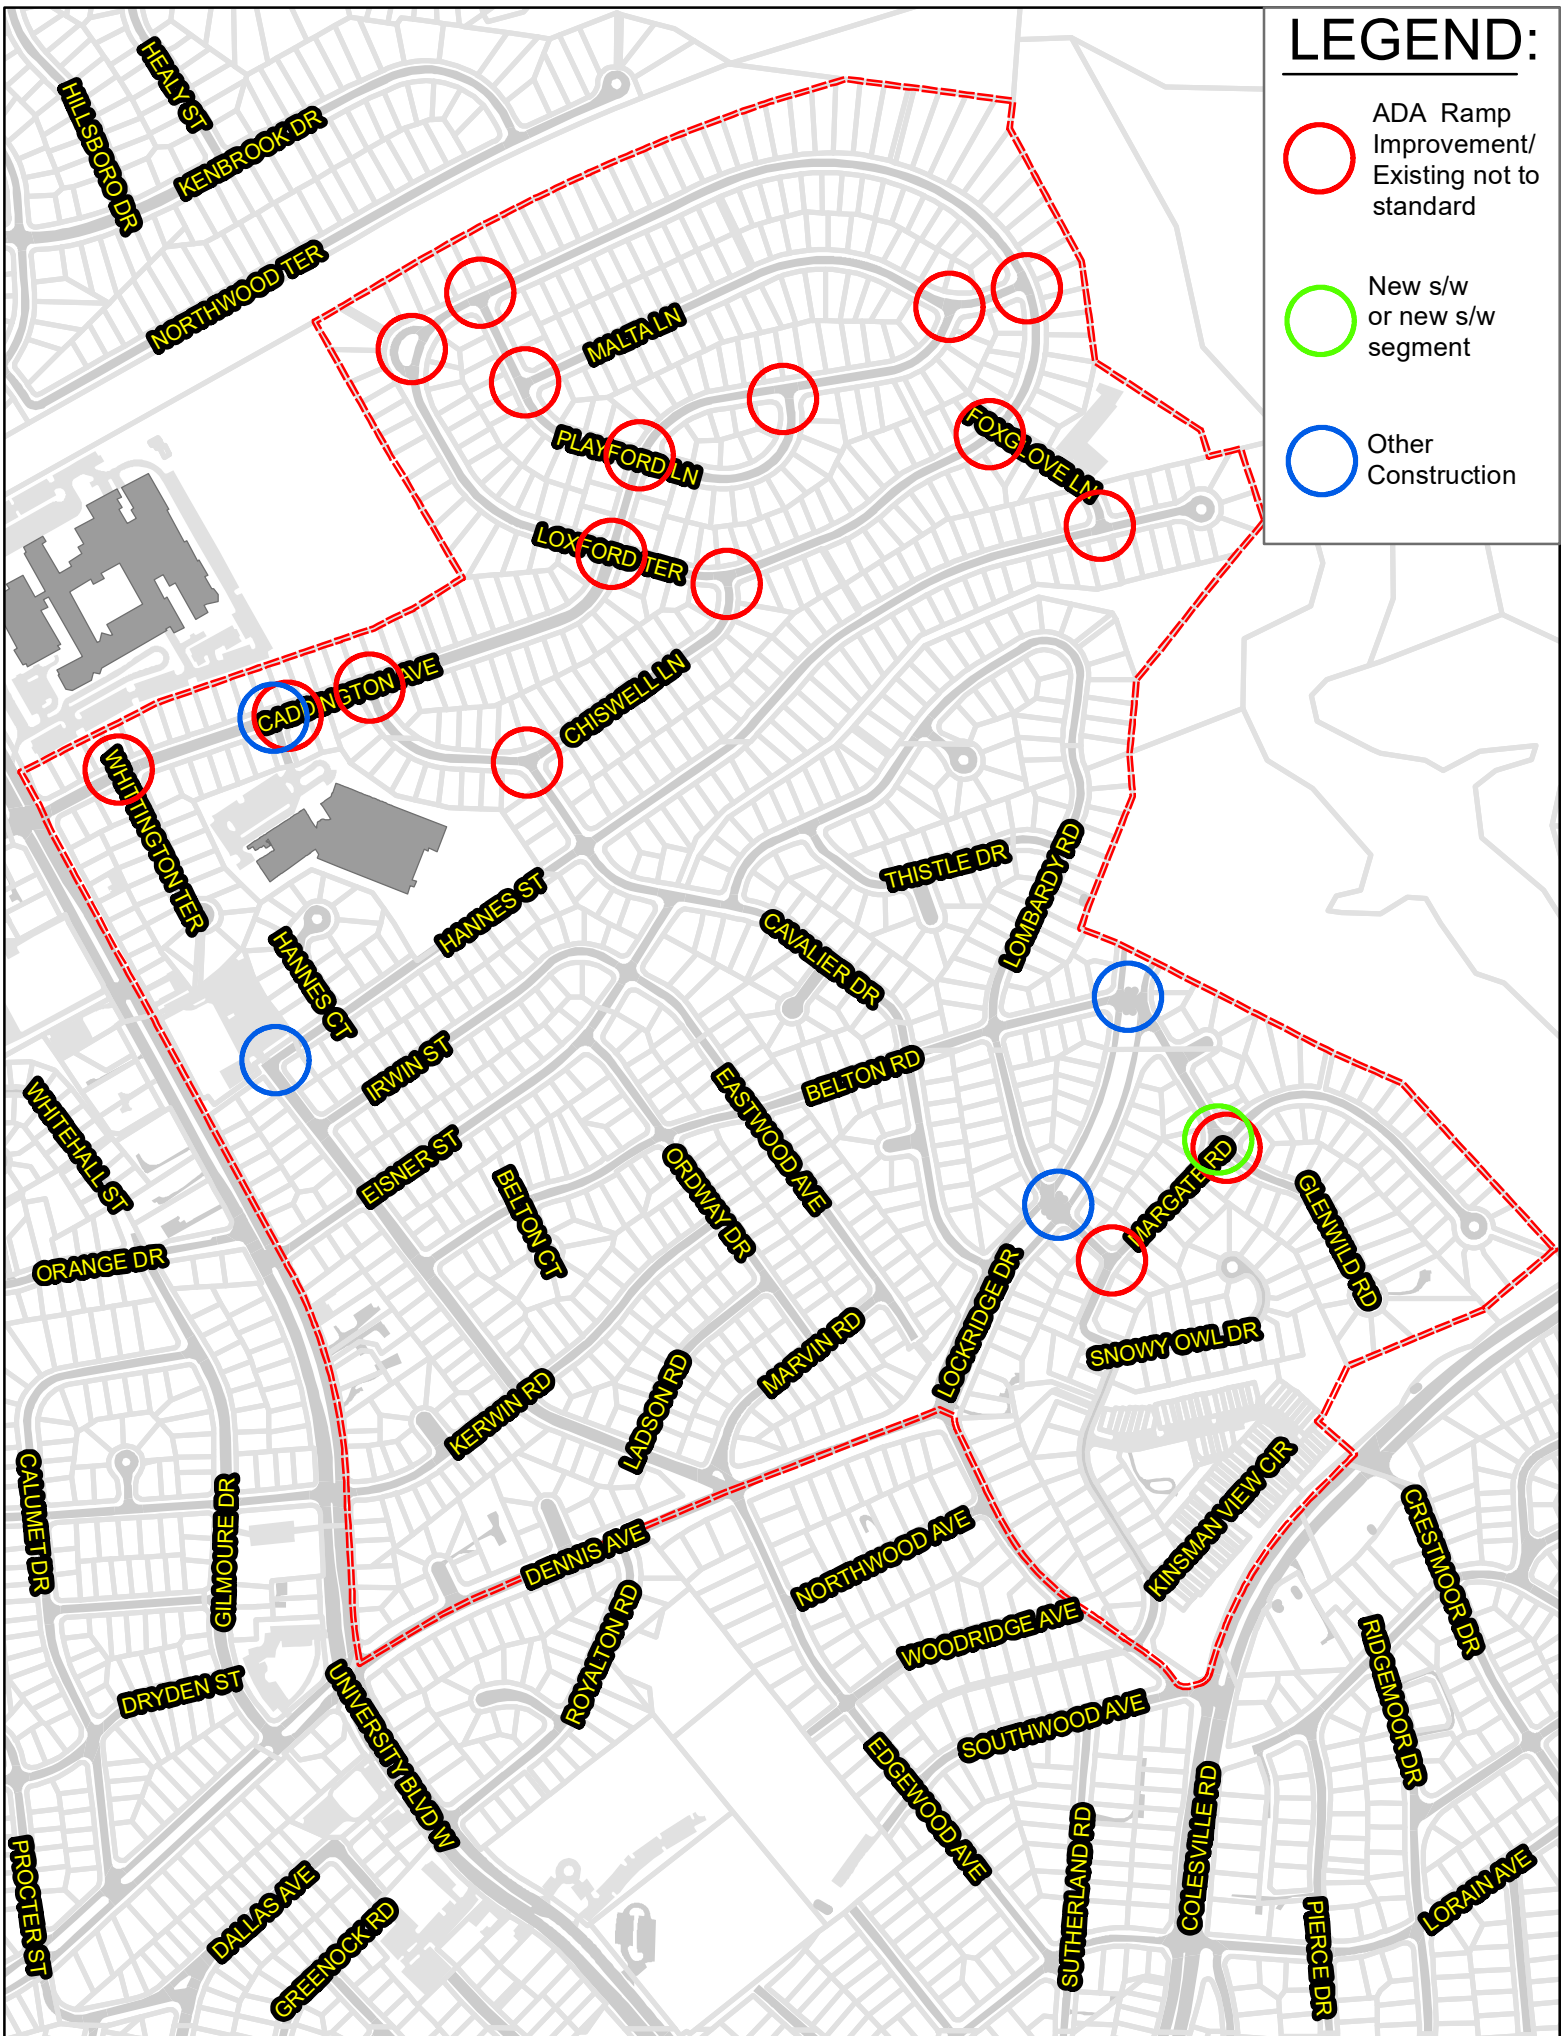 LEGEND:
ADA Ramp
Improvement/
Existing not to
standard
New s/w
or new s/w
segment
Other
Construction
HEALY ST
HILLSBORO DR
KENBROOK DR
NORTHWOOD TER
MALTA LN
PLAYFORD LN
FOXGLOVE LN
LOXFORD TER
CADDINGTON AVE
CHISWELL LN
WHITTINGTON TER
THISTLE DR
LOMBARDY RD
HANNES ST
CAVALIER DR
HANNES CT
IRWIN ST
BELTON RD
EASTWOOD AVE
WHITEHALL ST
EISNER ST
ORDWAY DR
MARGATE RD
BELTON CT
GLENWILD RD
ORANGE DR
LOCKRIDGE DR
SNOWY OWL DR
MARVIN RD
LADSON RD
KERWIN RD
CALUMET DR
GILMOURE DR
KINSMAN VIEW CIR
CRESTMOOR DR
DENNIS AVE
NORTHWOOD AVE
WOODRIDGE AVE
ROYALTON RD
RIDGEMOOR DR
DRYDEN ST
UNIVERSITY BLVD W
SOUTHWOOD AVE
EDGEWOOD AVE
COLESVILLE RD
SUTHERLAND RD
PROCTER ST
DALLAS AVE
GREENOCK RD
PIERCE DR
LORAIN AVE